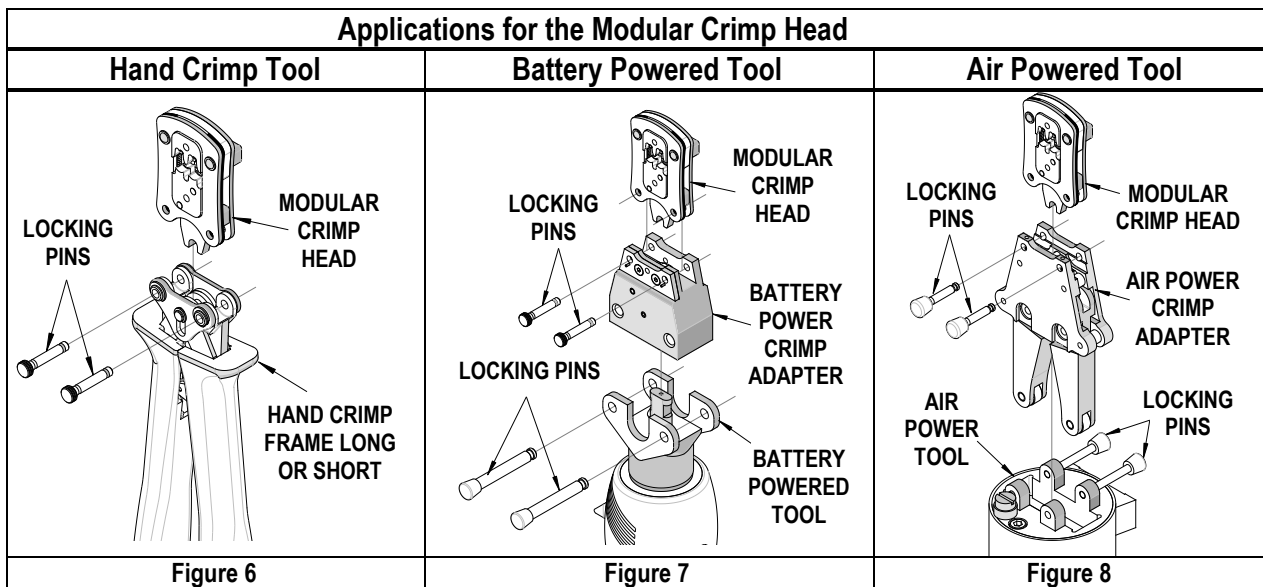 Applications for the Modular Crimp Head
Hand Crimp Tool
Battery Powered Tool
Air Powered Tool
LOCKING
PINS
MODULAR
CRIMP
HEAD
HAND CRIMP
FRAME LONG
OR SHORT
LOCKING
PINS
MODULAR
CRIMP
HEAD
BATTERY
POWER
CRIMP
ADAPTER
LOCKING PINS
BATTERY
POWERED
TOOL
LOCKING
PINS
MODULAR
CRIMP HEAD
AIR POWER
CRIMP
ADAPTER
AIR
POWER
TOOL
LOCKING
PINS
Figure 6
Figure 7
Figure 8